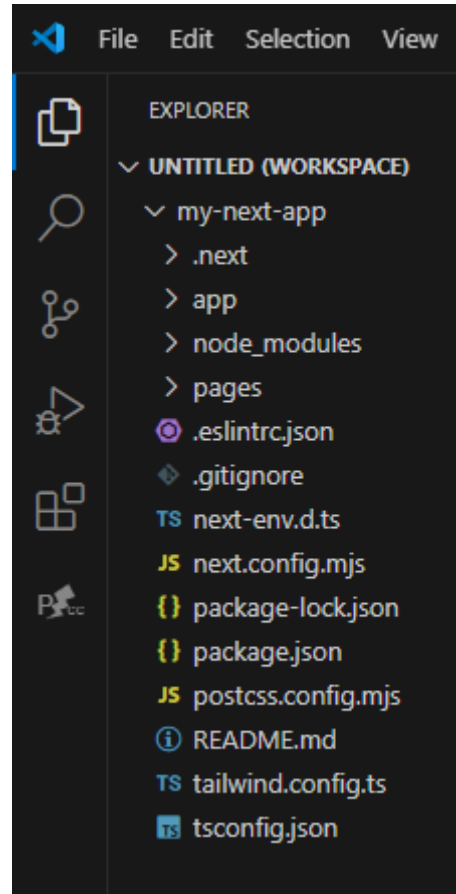 File Edit Selection View
EXPLORER
UNTITLED (WORKSPACE)
my-next-app
.next
app
node_modules
pages
.eslintrc.json
.gitignore
TS next-env.d.ts
JS next.config.mjs
{} package-lock.json
{} package.json
JS postcss.config.mjs
README.md
TS tailwind.config.ts
TS tsconfig.json